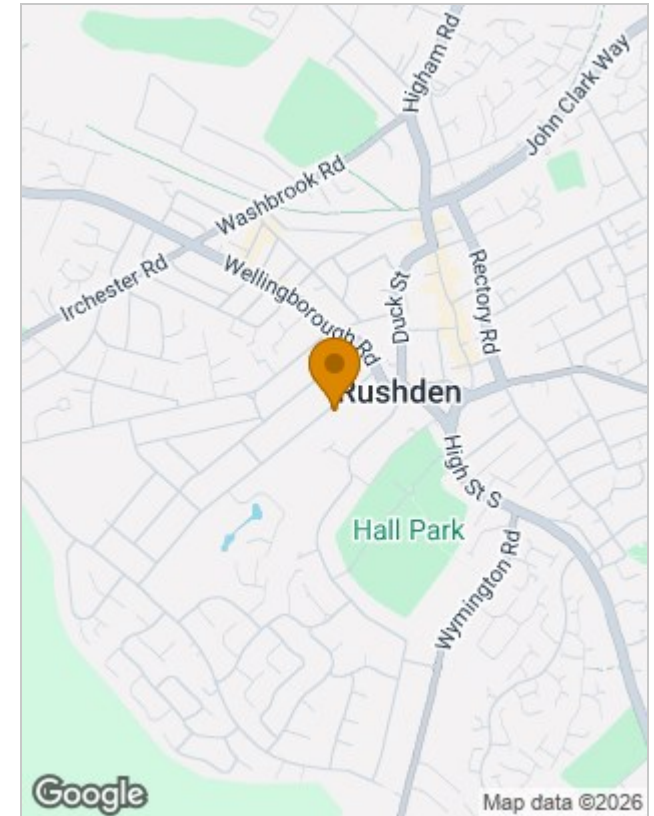 Higham Rd
John Clark Way
Washbrook Rd
Irchester Rd
Wellingborough Rd
Duck St
Rectory Rd
Rushden
High St S
Hall Park
Wymington Rd
Google
Map data ©2026